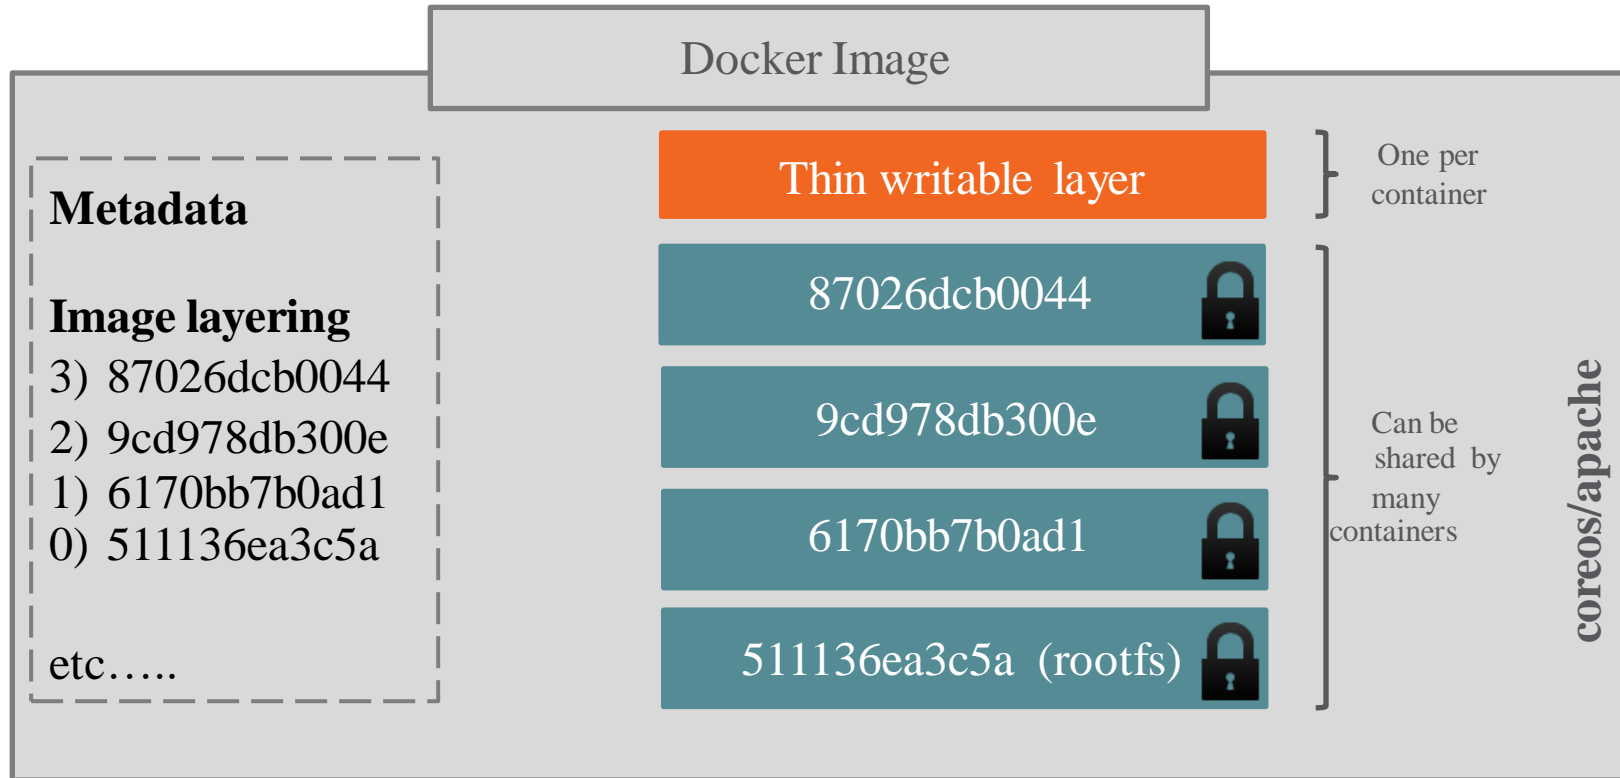 Docker Image
Metadata
Image layering
3) 87026dcb0044
2) 9cd978db300e
1) 6170bb7b0ad1
0) 511136ea3c5a
etc…..
Thin writable layer
87026dcb0044
9cd978db300e
6170bb7b0ad1
511136ea3c5a (rootfs)
One per
container
Can be
shared by
many
containers
coreos/apache